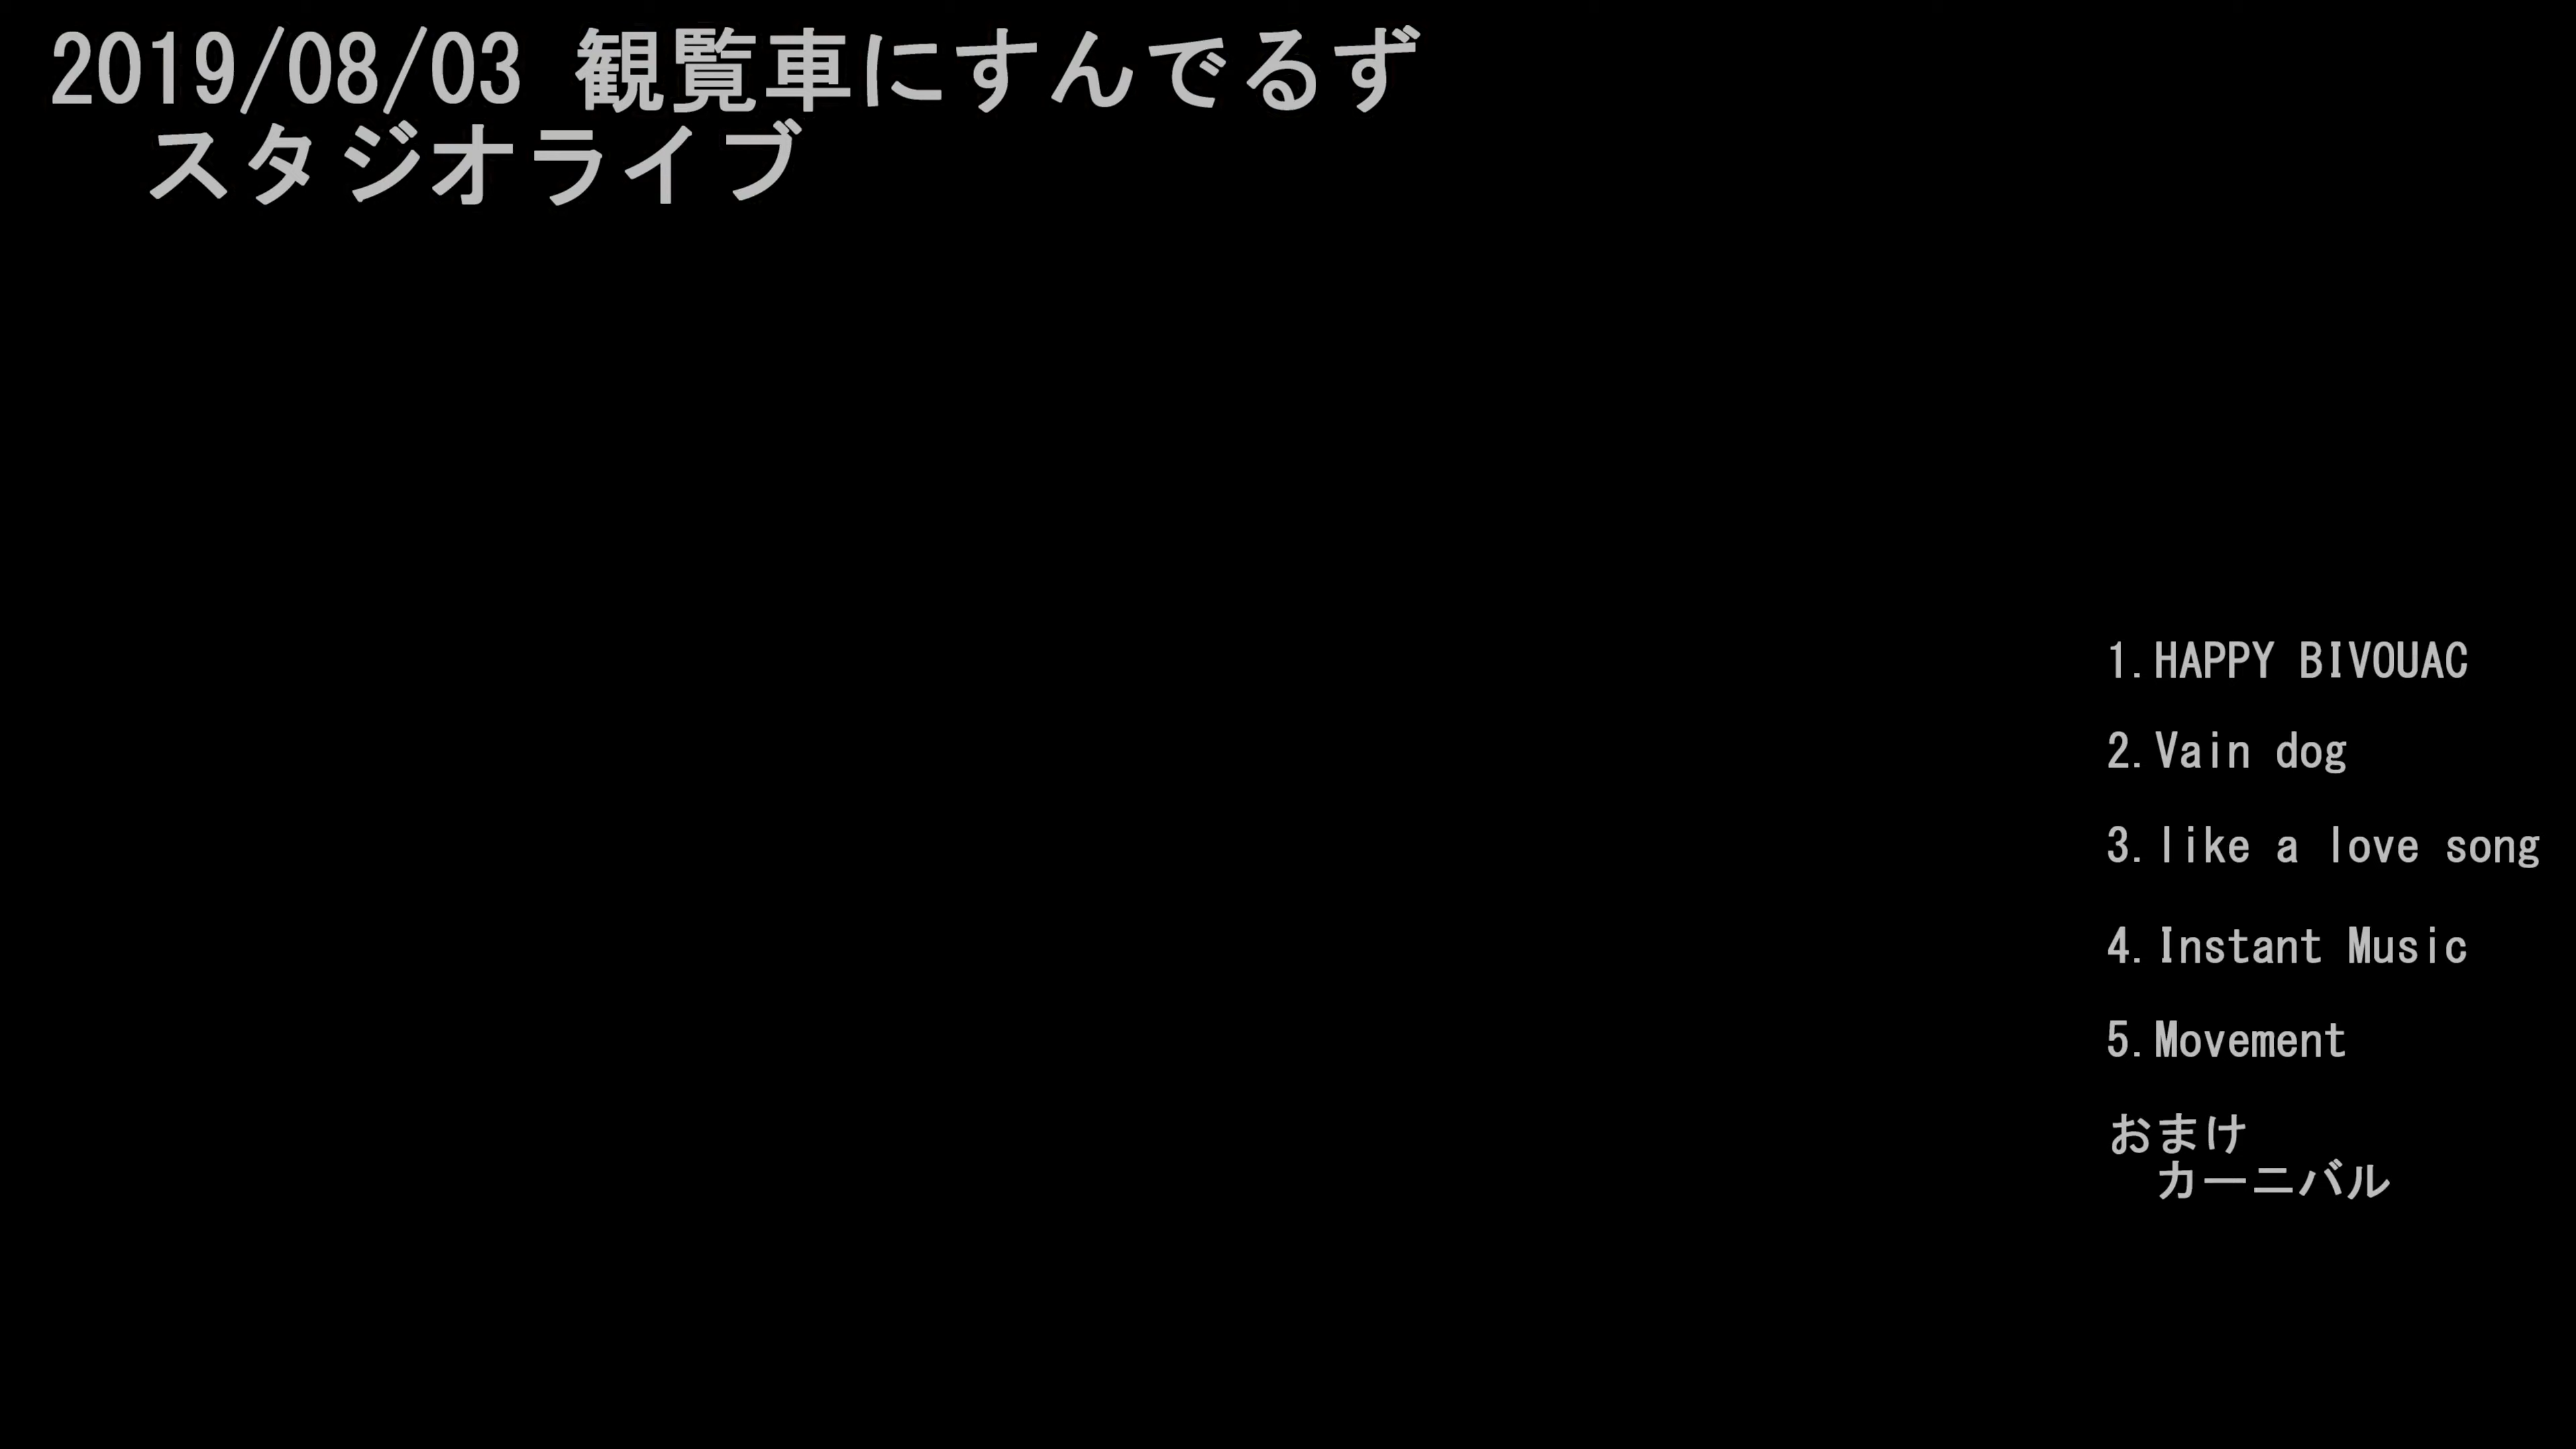 2019/08/03 観覧車にすんでるず
スタジオライブ
1.HAPPY BIVOUAC
2.Vain dog
3.like a love song
4.Instant Music
5.Movement
おまけ
カーニバル